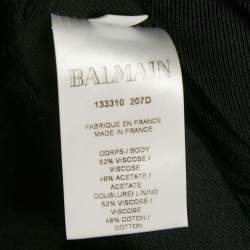 BALMAIN
133310 207D
FABRIQUE EN FRANCE
MADE IN FRANCE
CORPS/ BODY
52% VISCOSE /
VISCOSE
48% ACETATE /
ACETATE
DOUBLURE/ LINING
52% VISCOSE /
VISCOSE
48% COTON /
COTTON